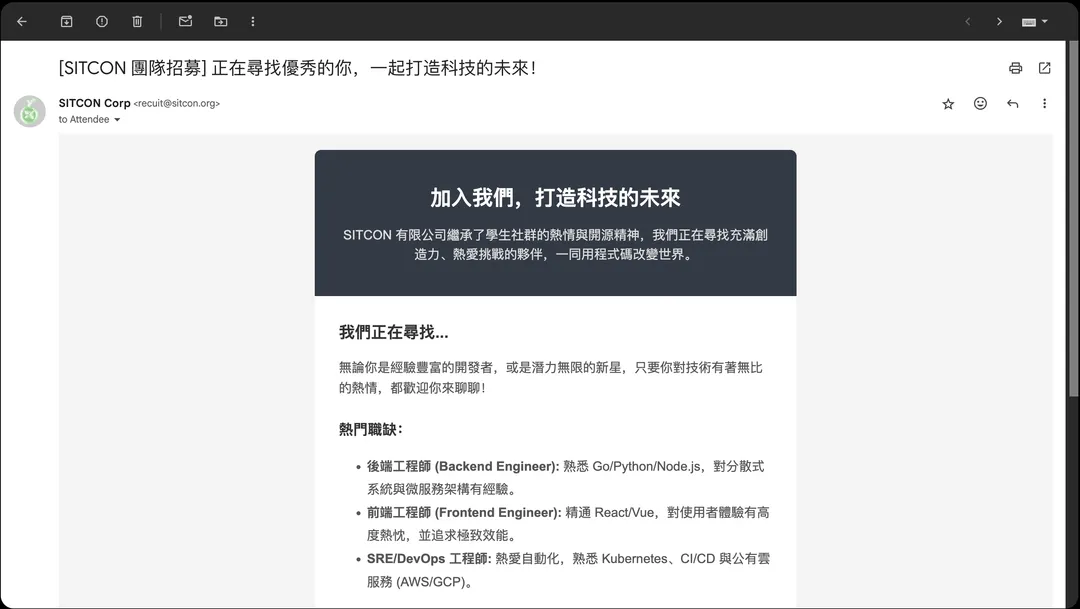 [SITCON 團隊招募] 正在尋找優秀的你，一起打造科技的未來！
SITCON Corp <recuit@sitcon.org>
to Attendee
加入我們，打造科技的未來
SITCON 有限公司繼承了學生社群的熱情與開源精神，我們正在尋找充滿創
造力、熱愛挑戰的夥伴，一同用程式碼改變世界。
我們正在尋找...
無論你是經驗豐富的開發者，或是潛力無限的新星，只要你對技術有著無比
的熱情，都歡迎你來聊聊！
熱門職缺：
• 後端工程師 (Backend Engineer): 熟悉 Go/Python/Node.js，對分散式
系統與微服務架構有經驗。
• 前端工程師 (Frontend Engineer): 精通 React/Vue，對使用者體驗有高
度熱忱，並追求極致效能。
• SRE/DevOps 工程師: 熱愛自動化，熟悉 Kubernetes、CI/CD 與公有雲
服務 (AWS/GCP)。